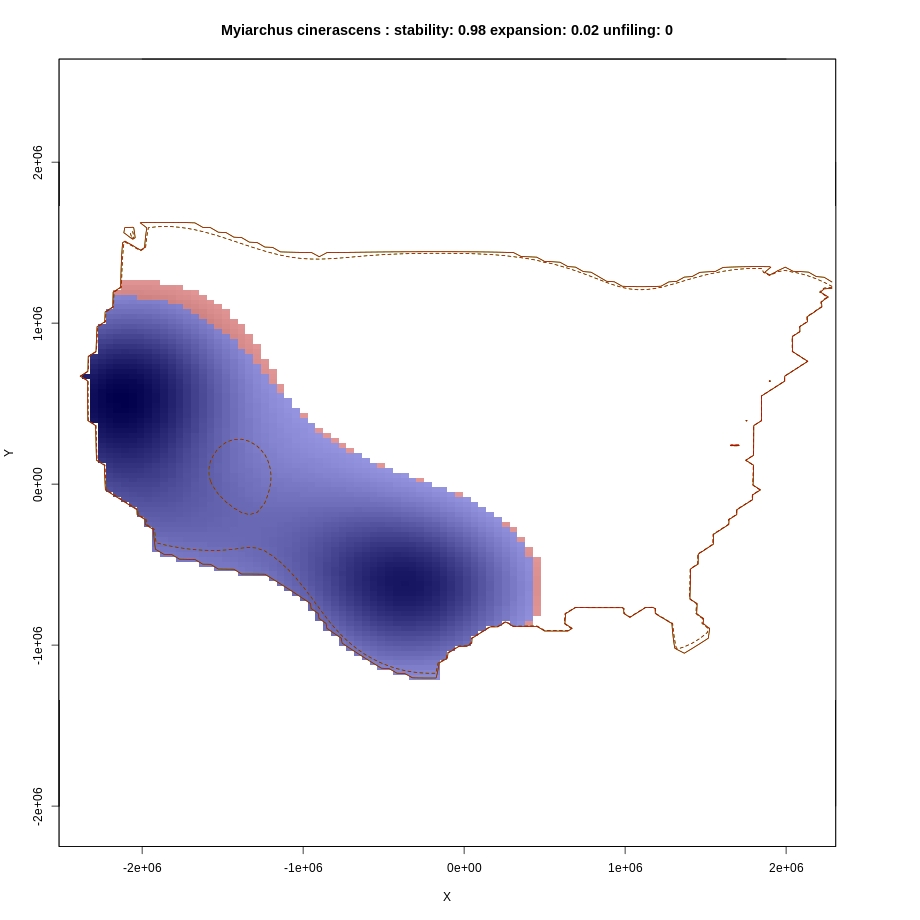 Myiarchus cinerascens : stability: 0.98 expansion: 0.02 unfiling: 0
2e+06
1e+06
0e+00
-1e+06
-2e+06
Y
-2e+06 -1e+06 0e+00 1e+06 2e+06
X